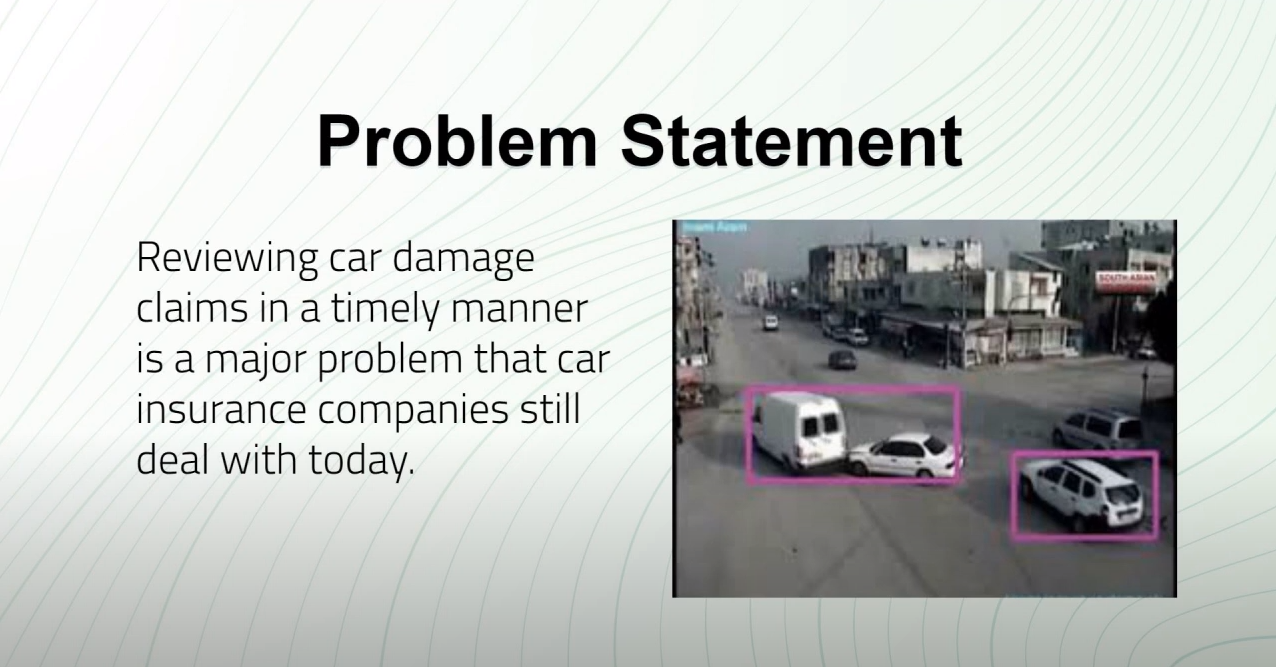 Problem Statement
Reviewing car damage
claims in a timely manner
is a major problem that car
insurance companies still
deal with today.
SOUTH ASIAN